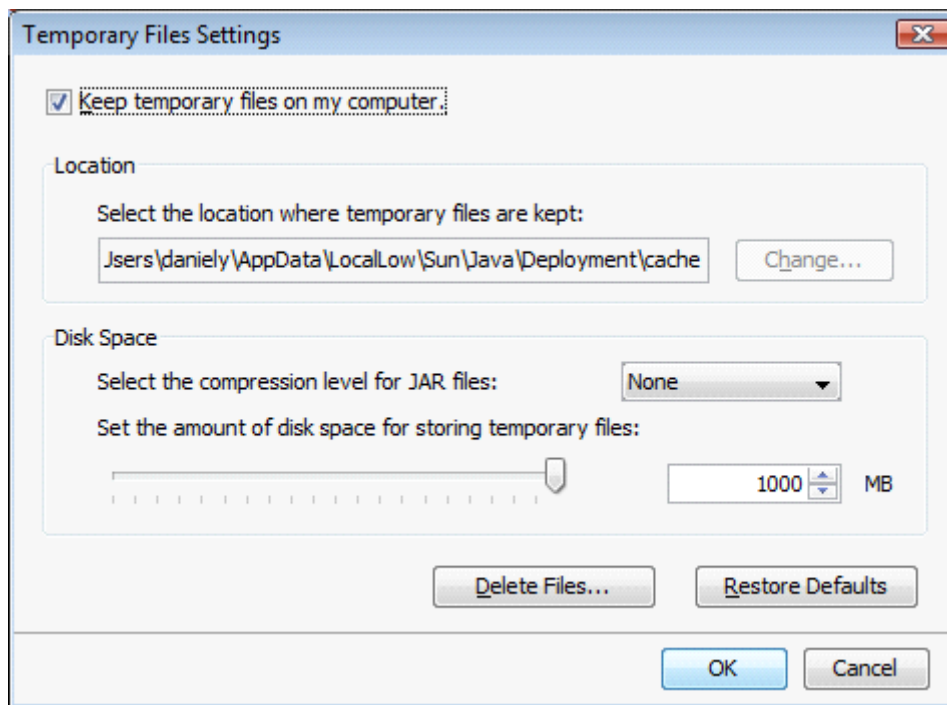 Temporary Files Settings
Keep temporary files on my computer.
Location
Select the location where temporary files are kept:
Jsers\daniely\AppData\LocalLow\Sun\Java\Deployment\cache
Change...
Disk Space
Select the compression level for JAR files:
None
Set the amount of disk space for storing temporary files:
1000 MB
Delete Files...
Restore Defaults
OK
Cancel